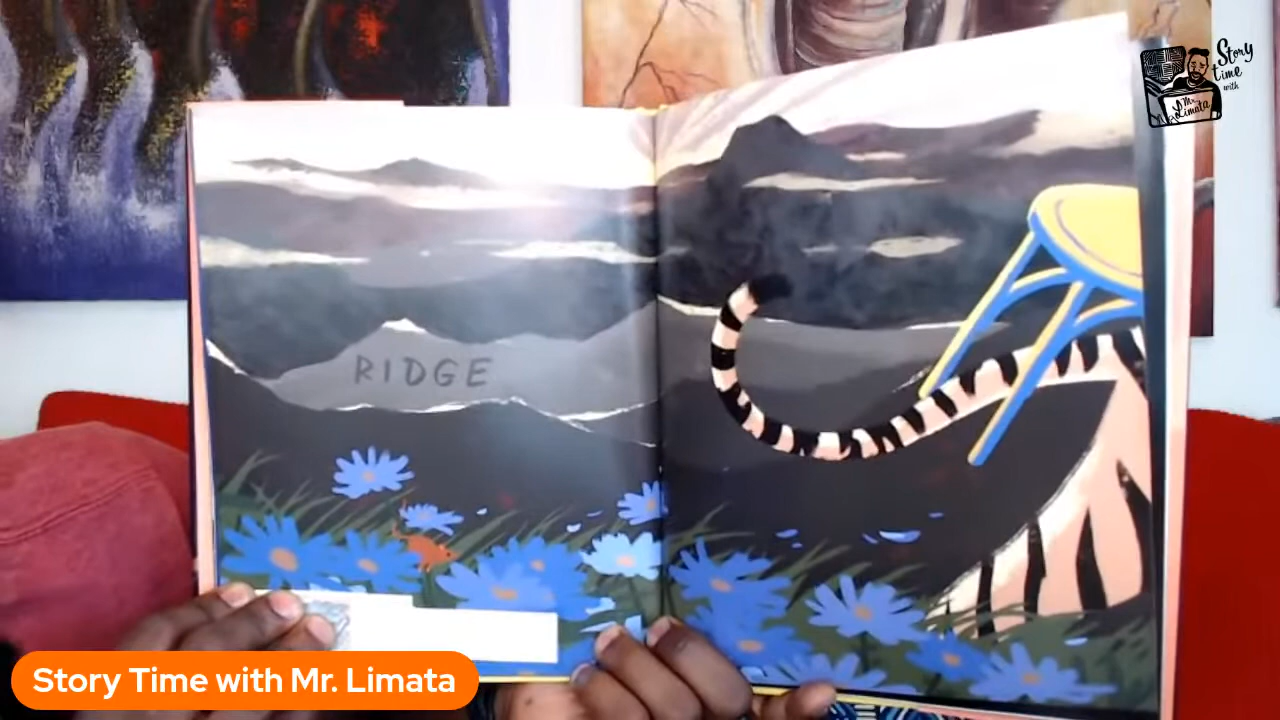 Story
time
with
Mr.
Limata
RIDGE
Story Time with Mr. Limata